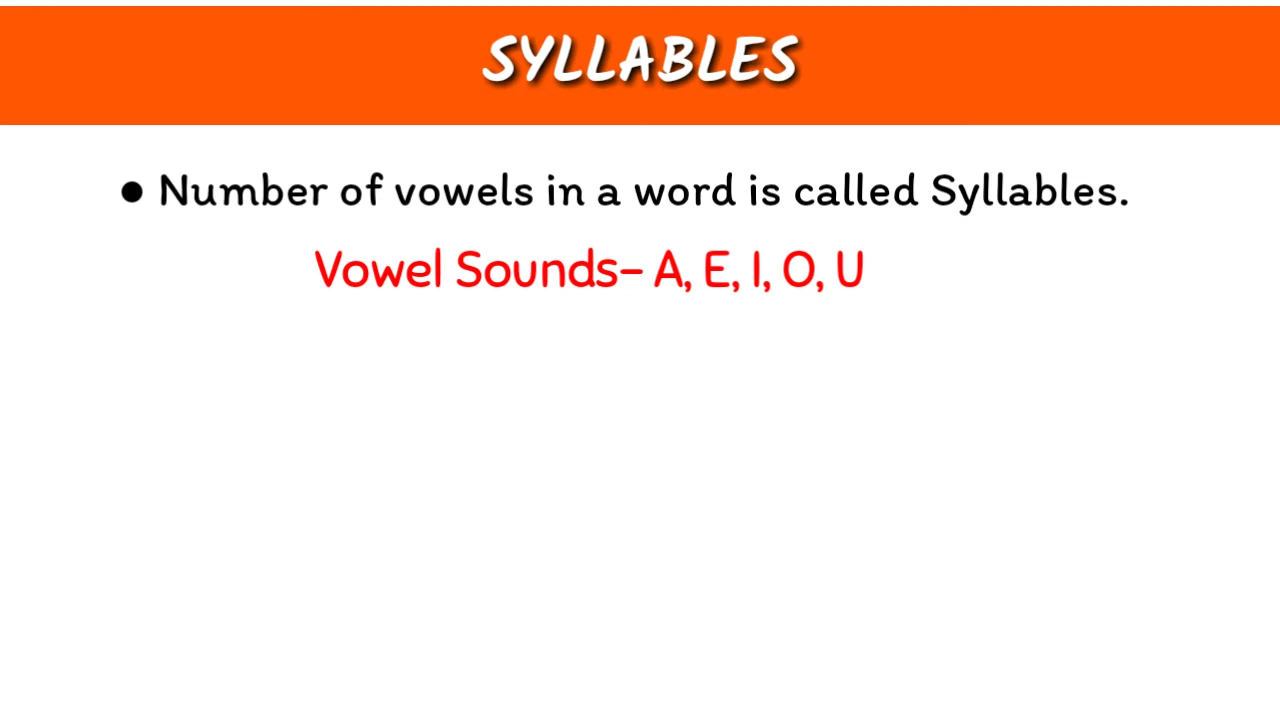 SYLLABLES
● Number of vowels in a word is called Syllables.
Vowel Sounds- A, E, I, O, U